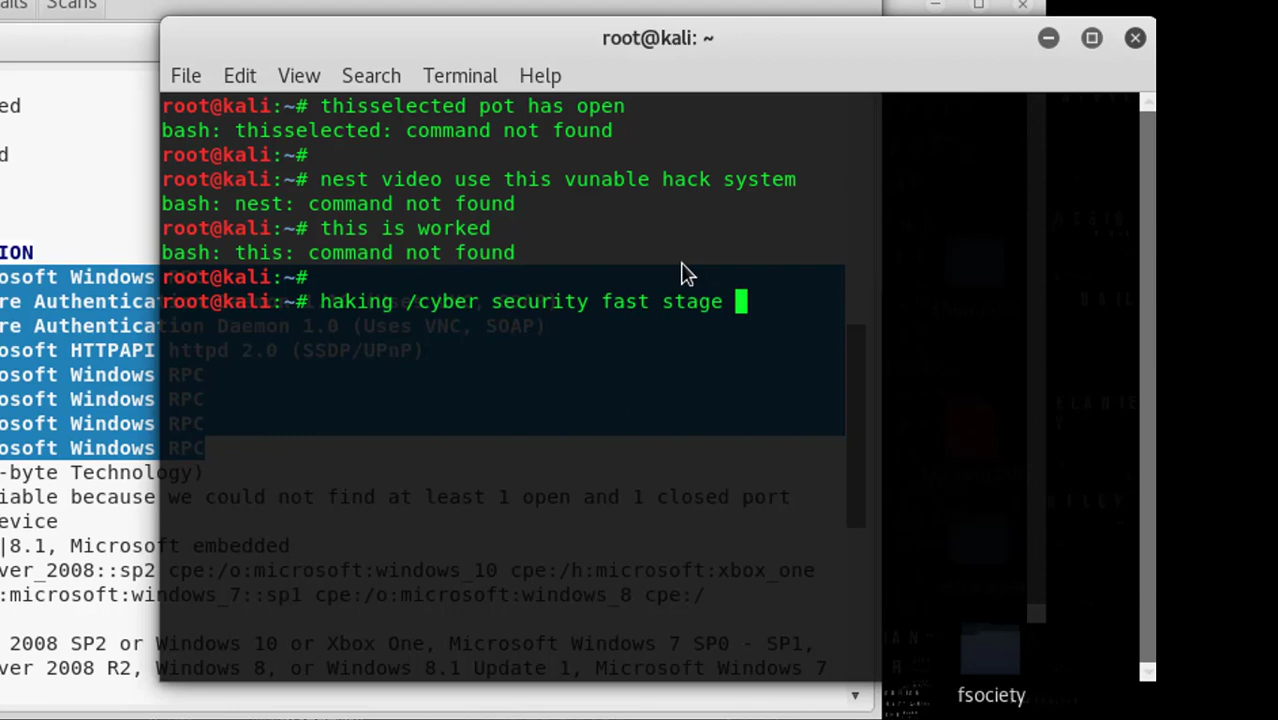 ails Scans
root@kali: ~
File Edit View Search Terminal Help
root@kali:~# thisselected pot has open
bash: thisselected: command not found
root@kali:~#
root@kali:~# nest video use this vunable hack system
bash: nest: command not found
root@kali:~# this is worked
bash: this: command not found
root@kali:~#
root@kali:~# haking /cyber security fast stage
ed
d
ION
osoft Windows RPC
re Authentication
re Authentication Daemon 1.0 (Uses VNC, SOAP)
osoft HTTPAPI httpd 2.0 (SSDP/UPnP)
osoft Windows RPC
osoft Windows RPC
osoft Windows RPC
osoft Windows RPC
-byte Technology)
iable because we could not find at least 1 open and 1 closed port
evice
|8.1, Microsoft embedded
ver_2008::sp2 cpe:/o:microsoft:windows_10 cpe:/h:microsoft:xbox_one
:microsoft:windows_7::sp1 cpe:/o:microsoft:windows_8 cpe:/
2008 SP2 or Windows 10 or Xbox One, Microsoft Windows 7 SP0 - SP1,
ver 2008 R2, Windows 8, or Windows 8.1 Update 1, Microsoft Windows 7
fsociety